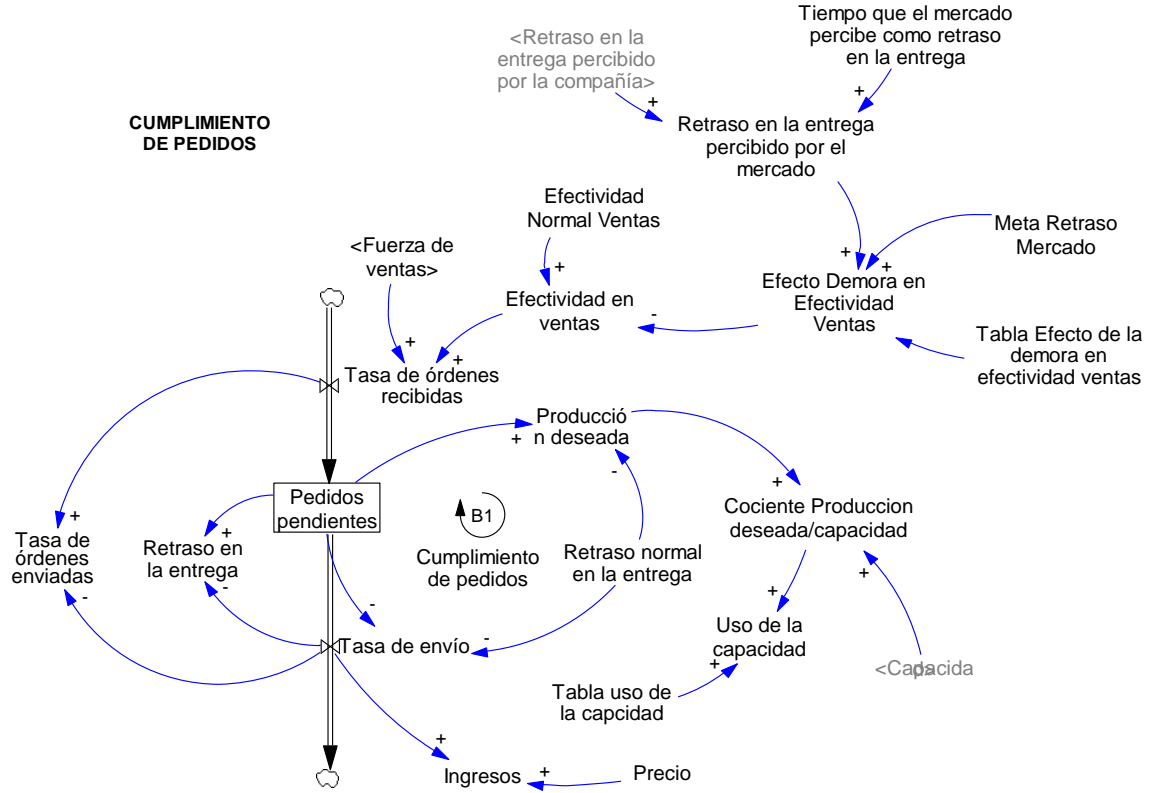 <Retraso en la
entrega percibido
por la compañía>
Tiempo que el mercado
percibe como retraso
en la entrega
+
+
CUMPLIMIENTO
DE PEDIDOS
Retraso en la entrega
percibido por el
mercado
Efectividad
Normal Ventas
Meta Retraso
Mercado
<Fuerza de
ventas>
+
+
+
Efecto Demora en
Efectividad
Ventas
Efectividad en
ventas
-
+
Tabla Efecto de la
demora en
efectividad ventas
+
+
Tasa de órdenes
recibidas
Producció
n deseada
+
-
+
Pedidos
pendientes
B1
Cumplimiento
de pedidos
Cociente Produccion
deseada/capacidad
+
Tasa de
órdenes
enviadas
-
+
Retraso en
la entrega
-
Retraso normal
en la entrega
+
+
-
-
Tasa de envío
Uso de la
capacidad
+
<Capacida
d>
Tabla uso de
la capcidad
+
Ingresos
+
Precio